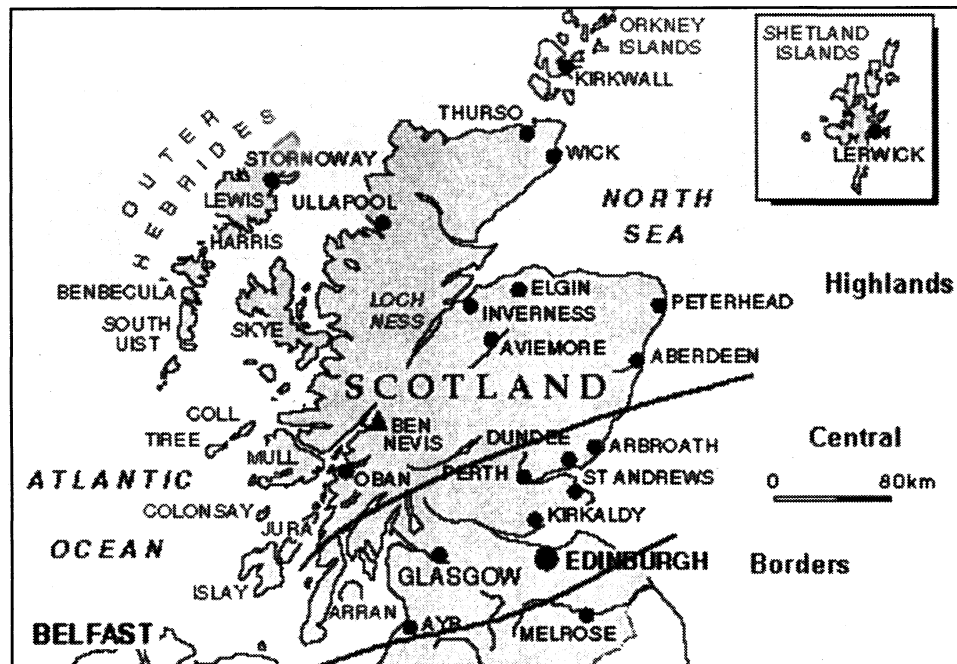 ORKNEY
ISLANDS
KIRKWALL
SHETLAND
ISLANDS
LERWICK
THURSO
WICK
OUTER
HEBRIDES
STORNOWAY
LEWIS
ULLAPOOL
HARRIS
NORTH
SEA
BENBECULA
SOUTH
UIST
SKYE
LOCH
NESS
ELGIN
INVERNESS
PETERHEAD
Highlands
AVIEMORE
ABERDEEN
SCOTLAND
COLL
TIREE
BEN
NEVIS
MULL
DUNDEE
ARBROATH
Central
OBAN
PERTH
ST ANDREWS
0 80km
ATLANTIC
OCEAN
COLONSAY
JURA
KIRKALDY
ISLAY
GLASGOW
EDINBURGH
Borders
ARRAN
AYR
MELROSE
BELFAST